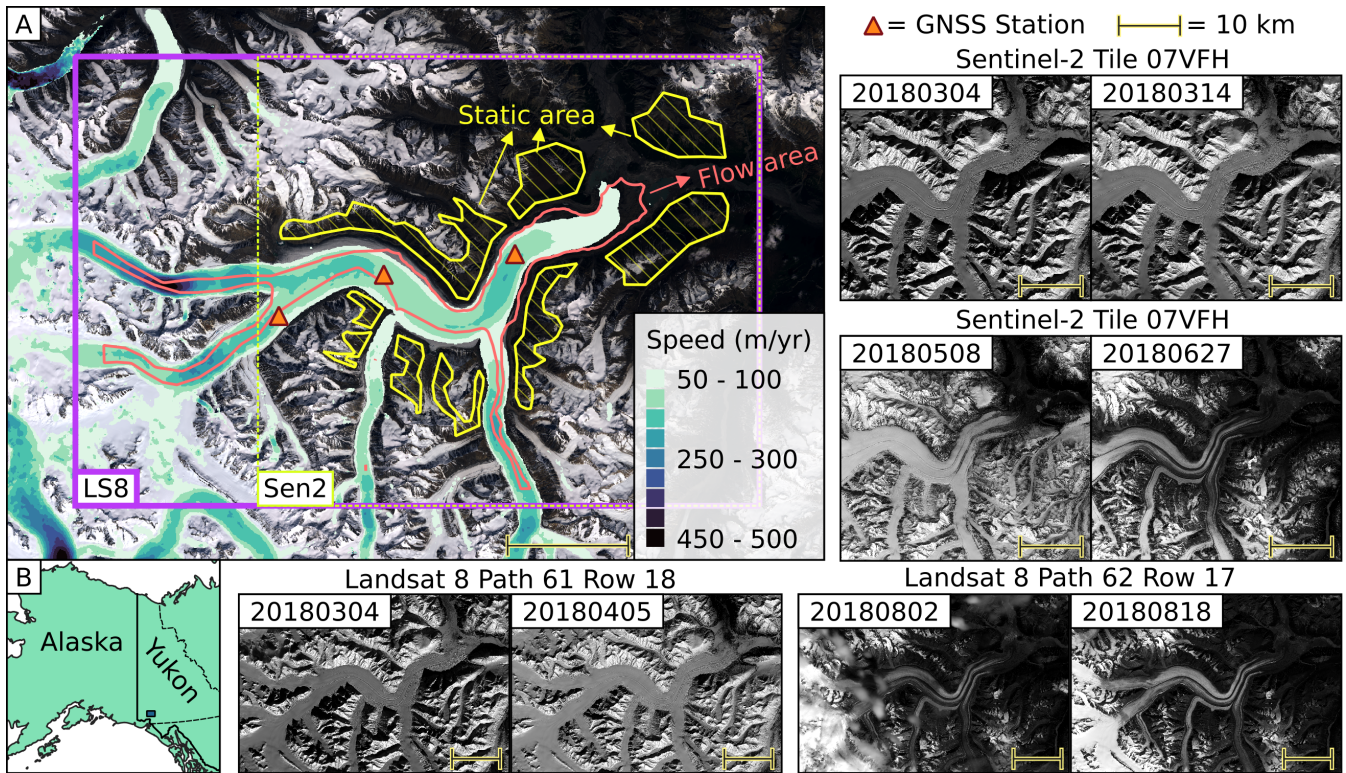 A
= GNSS Station
= 10 km
Sentinel-2 Tile 07VFH
20180304
20180314
Static area
Flow area
Sentinel-2 Tile 07VFH
20180508
20180627
Speed (m/yr)
50 - 100
250 - 300
450 - 500
LS8
Sen2
B
Alaska
Yukon
Landsat 8 Path 61 Row 18
20180304
20180405
Landsat 8 Path 62 Row 17
20180802
20180818